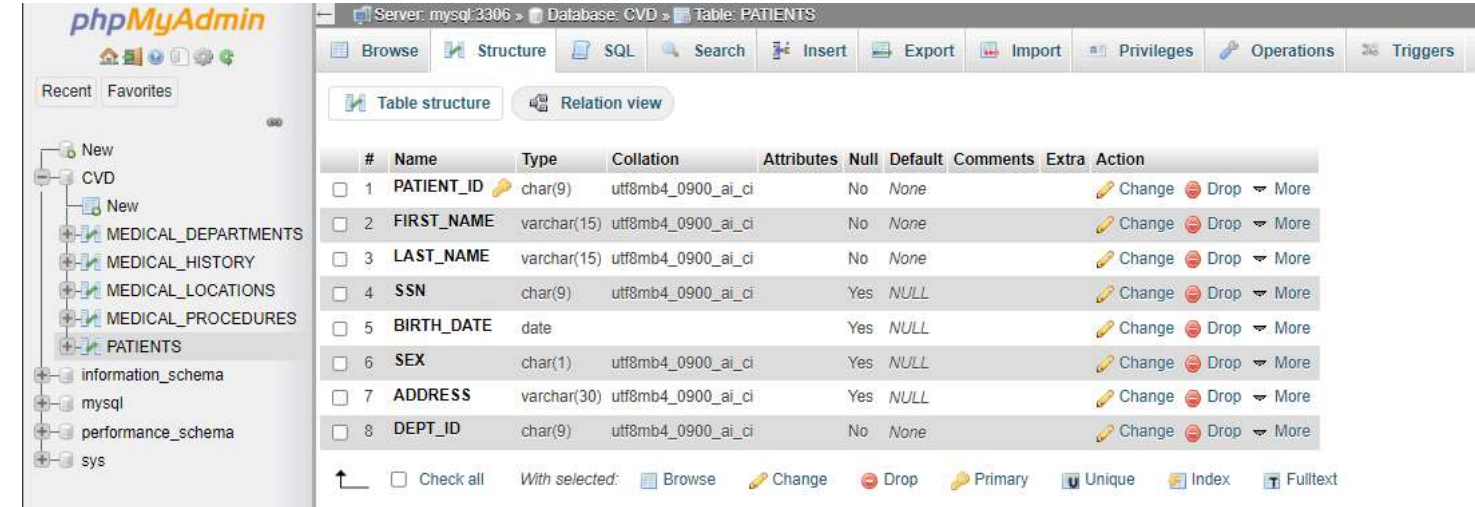 phpMyAdmin
Recent Favorites
New
CVD
New
MEDICAL_DEPARTMENTS
MEDICAL_HISTORY
MEDICAL_LOCATIONS
MEDICAL_PROCEDURES
PATIENTS
information_schema
mysql
performance_schema
sys
Server: mysql:3306 » Database: CVD » Table: PATIENTS
Browse Structure SQL Search Insert Export Import Privileges Operations Triggers
Table structure Relation view
# Name Type Collation Attributes Null Default Comments Extra Action
1 PATIENT_ID char(9) utf8mb4_0900_ai_ci No None Change Drop More
2 FIRST_NAME varchar(15) utf8mb4_0900_ai_ci No None Change Drop More
3 LAST_NAME varchar(15) utf8mb4_0900_ai_ci No None Change Drop More
4 SSN char(9) utf8mb4_0900_ai_ci Yes NULL Change Drop More
5 BIRTH_DATE date Yes NULL Change Drop More
6 SEX char(1) utf8mb4_0900_ai_ci Yes NULL Change Drop More
7 ADDRESS varchar(30) utf8mb4_0900_ai_ci Yes NULL Change Drop More
8 DEPT_ID char(9) utf8mb4_0900_ai_ci No None Change Drop More
Check all With selected: Browse Change Drop Primary Unique Index Fulltext